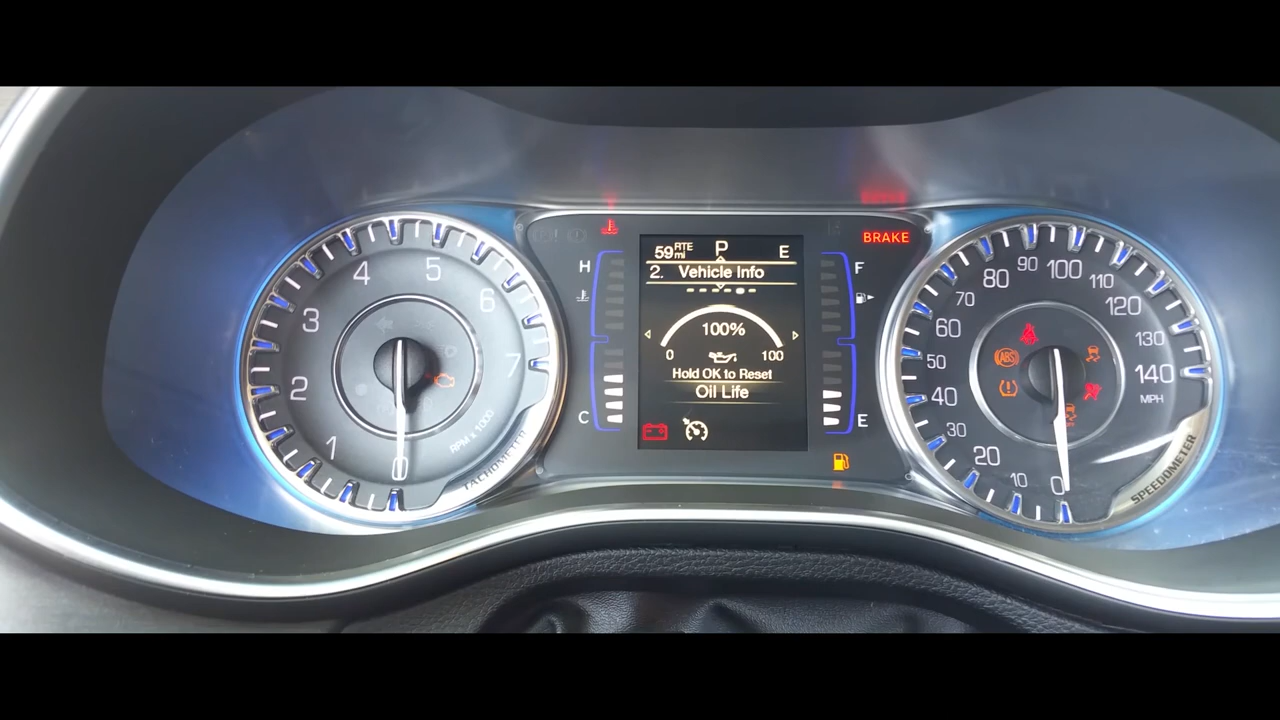 59 RTE mi P E
2. Vehicle Info
100%
0 100
Hold OK to Reset
Oil Life
H
C
F
E
BRAKE
0
1
2
3
4
5
6
7
RPM x 1000
TACHOMETER
0
10
20
30
40
50
60
70
80
90
100
110
120
130
140
MPH
SPEEDOMETER
ABS
OFF